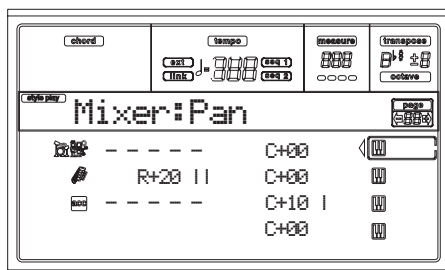 chord
tempo
measure
transpose
ext
link
seq 1
seq 2
octave
style play
Mixer:Pan
page
- - - - - C+00
R+20 || C+00
acc - - - - - C+10 |
C+00